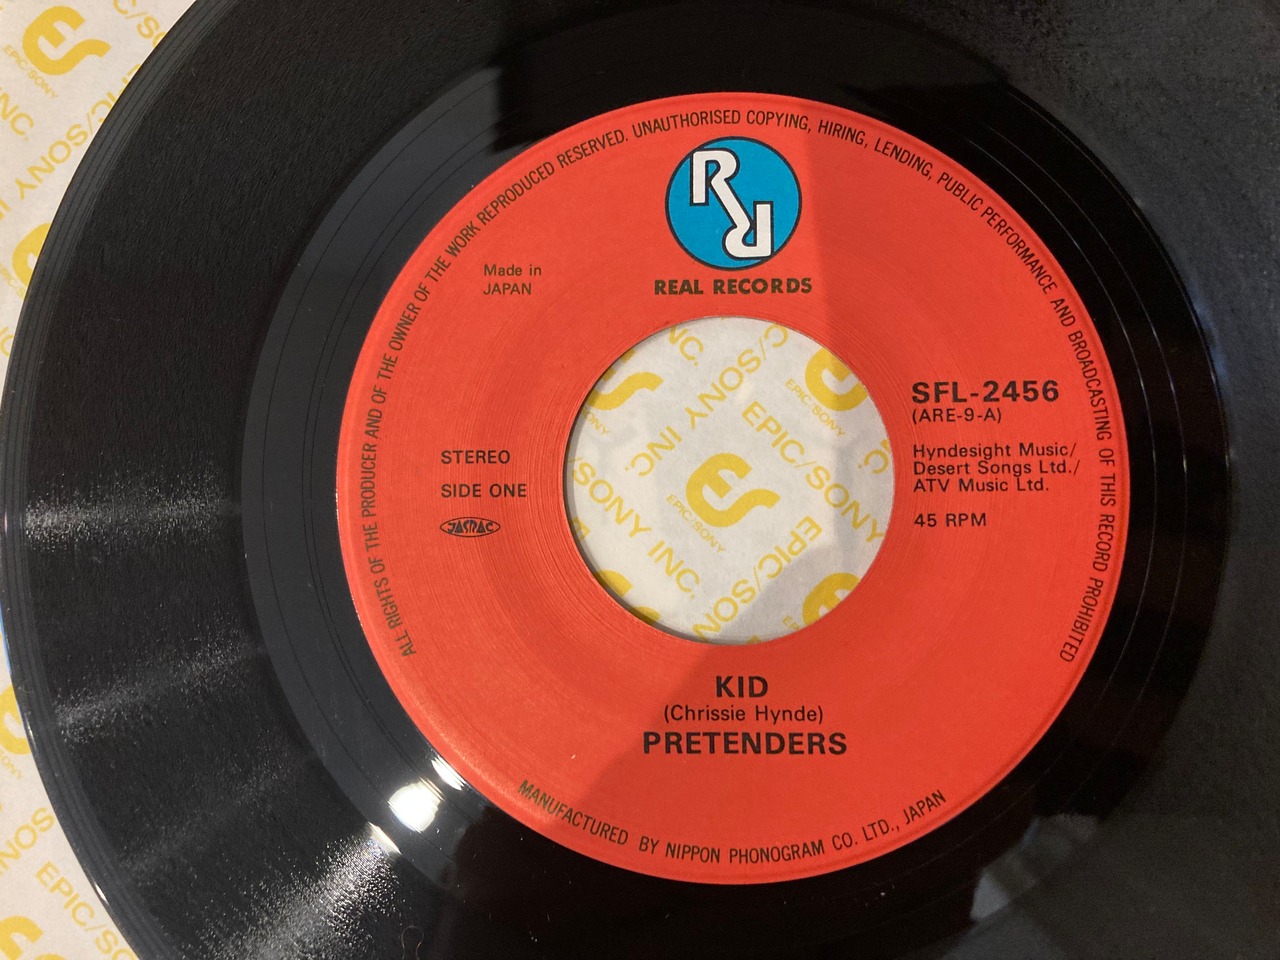 ALL RIGHTS OF THE PRODUCER AND OF THE OWNER OF THE WORK REPRODUCED RESERVED. UNAUTHORISED COPYING, HIRING, LENDING, PUBLIC PERFORMANCE AND BROADCASTING OF THIS RECORD PROHIBITED
RR
REAL RECORDS
Made in
JAPAN
SFL-2456
(ARE-9-A)
Hyndesight Music/
Desert Songs Ltd./
ATV Music Ltd.
45 RPM
STEREO
SIDE ONE
JASRAC
KID
(Chrissie Hynde)
PRETENDERS
MANUFACTURED BY NIPPON PHONOGRAM CO. LTD., JAPAN
EPIC/SONY INC.
ES
EPIC-SONY